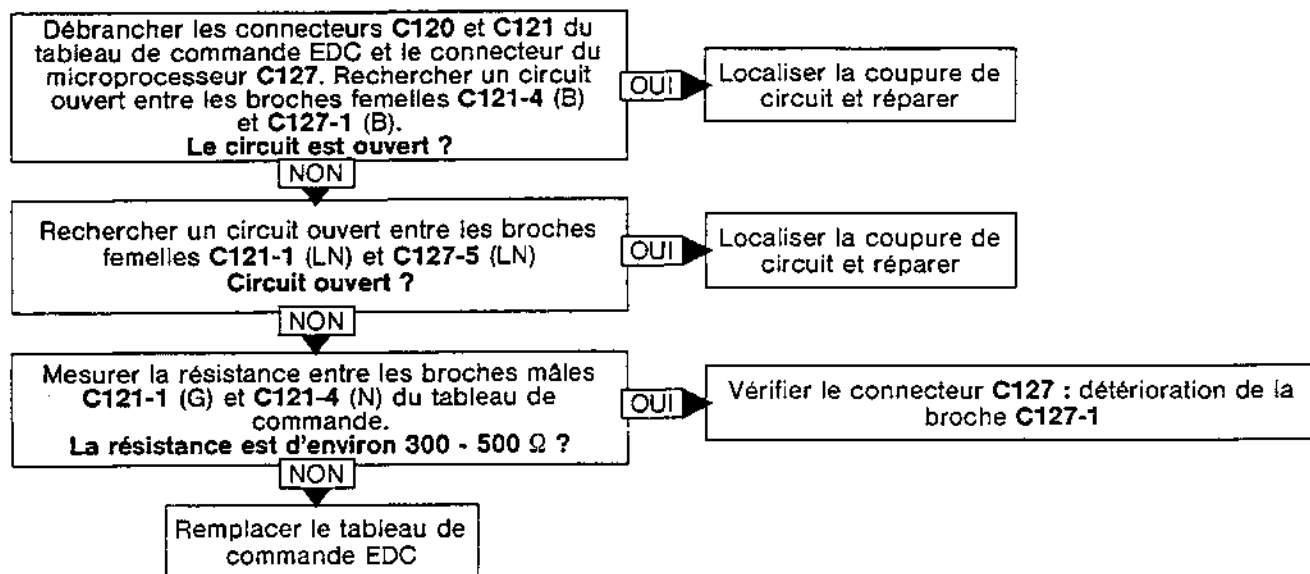 Débrancher les connecteurs C120 et C121 du
tableau de commande EDC et le connecteur du
microprocesseur C127. Rechercher un circuit
ouvert entre les broches femelles C121-4 (B)
et C127-1 (B).
Le circuit est ouvert ?
OUI
Localiser la coupure de
circuit et réparer
NON
Rechercher un circuit ouvert entre les broches
femelles C121-1 (LN) et C127-5 (LN)
Circuit ouvert ?
OUI
Localiser la coupure de
circuit et réparer
NON
Mesurer la résistance entre les broches mâles
C121-1 (G) et C121-4 (N) du tableau de
commande.
La résistance est d'environ 300 - 500 Ω ?
OUI
Vérifier le connecteur C127 : détérioration de la
broche C127-1
NON
Remplacer le tableau de
commande EDC